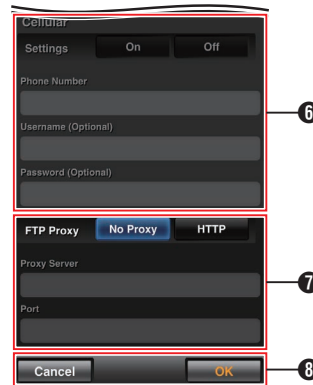 Cellular
Settings On Off
Phone Number
Username (Optional)
Password (Optional)
6
FTP Proxy No Proxy HTTP
Proxy Server
7
Port
Cancel OK 8